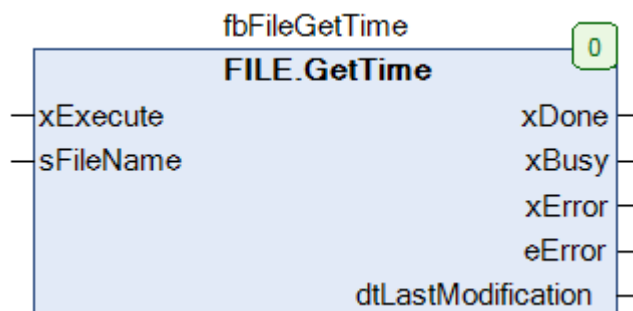 fbFileGetTime
0
FILE.GetTime
xExecute xDone
sFileName xBusy
xError
eError
dtLastModification